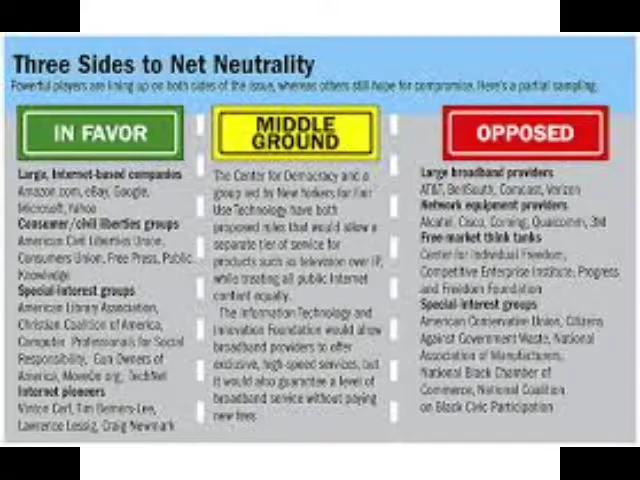 Three Sides to Net Neutrality
Powerful players are lining up on both sides of the issue, whereas others still hope for compromise. Here's a partial sampling.
IN FAVOR
Large, Internet-based companies
Amazon.com, eBay, Google,
Microsoft, Yahoo
Consumer/civil liberties groups
American Civil Liberties Union,
Consumers Union, Free Press, Public
Knowledge
Special-interest groups
American Library Association,
Christian Coalition of America,
Computer Professionals for Social
Responsibility, Gun Owners of
America, MoveOn.org, TechNet
Internet pioneers
Vinton Cerf, Tim Berners-Lee,
Lawrence Lessig, Craig Newmark
MIDDLE
GROUND
The Center for Democracy and a
group led by New Yorkers for Fair
Use Technology have both
proposed rules that would allow a
separate tier of service for
products such as television over IP,
while treating all public Internet
content equally.
The Information Technology and
Innovation Foundation would allow
broadband providers to offer
exclusive, high-speed services, but
it would also guarantee a level of
broadband service without paying
new fees.
OPPOSED
Large broadband providers
AT&T, BellSouth, Comcast, Verizon
Network equipment providers
Alcatel, Cisco, Corning, Qualcomm, 3M
Free-market think tanks
Center for Individual Freedom,
Competitive Enterprise Institute, Progress
and Freedom Foundation
Special-interest groups
American Conservative Union, Citizens
Against Government Waste, National
Association of Manufacturers,
National Black Chamber of
Commerce, National Coalition
on Black Civic Participation